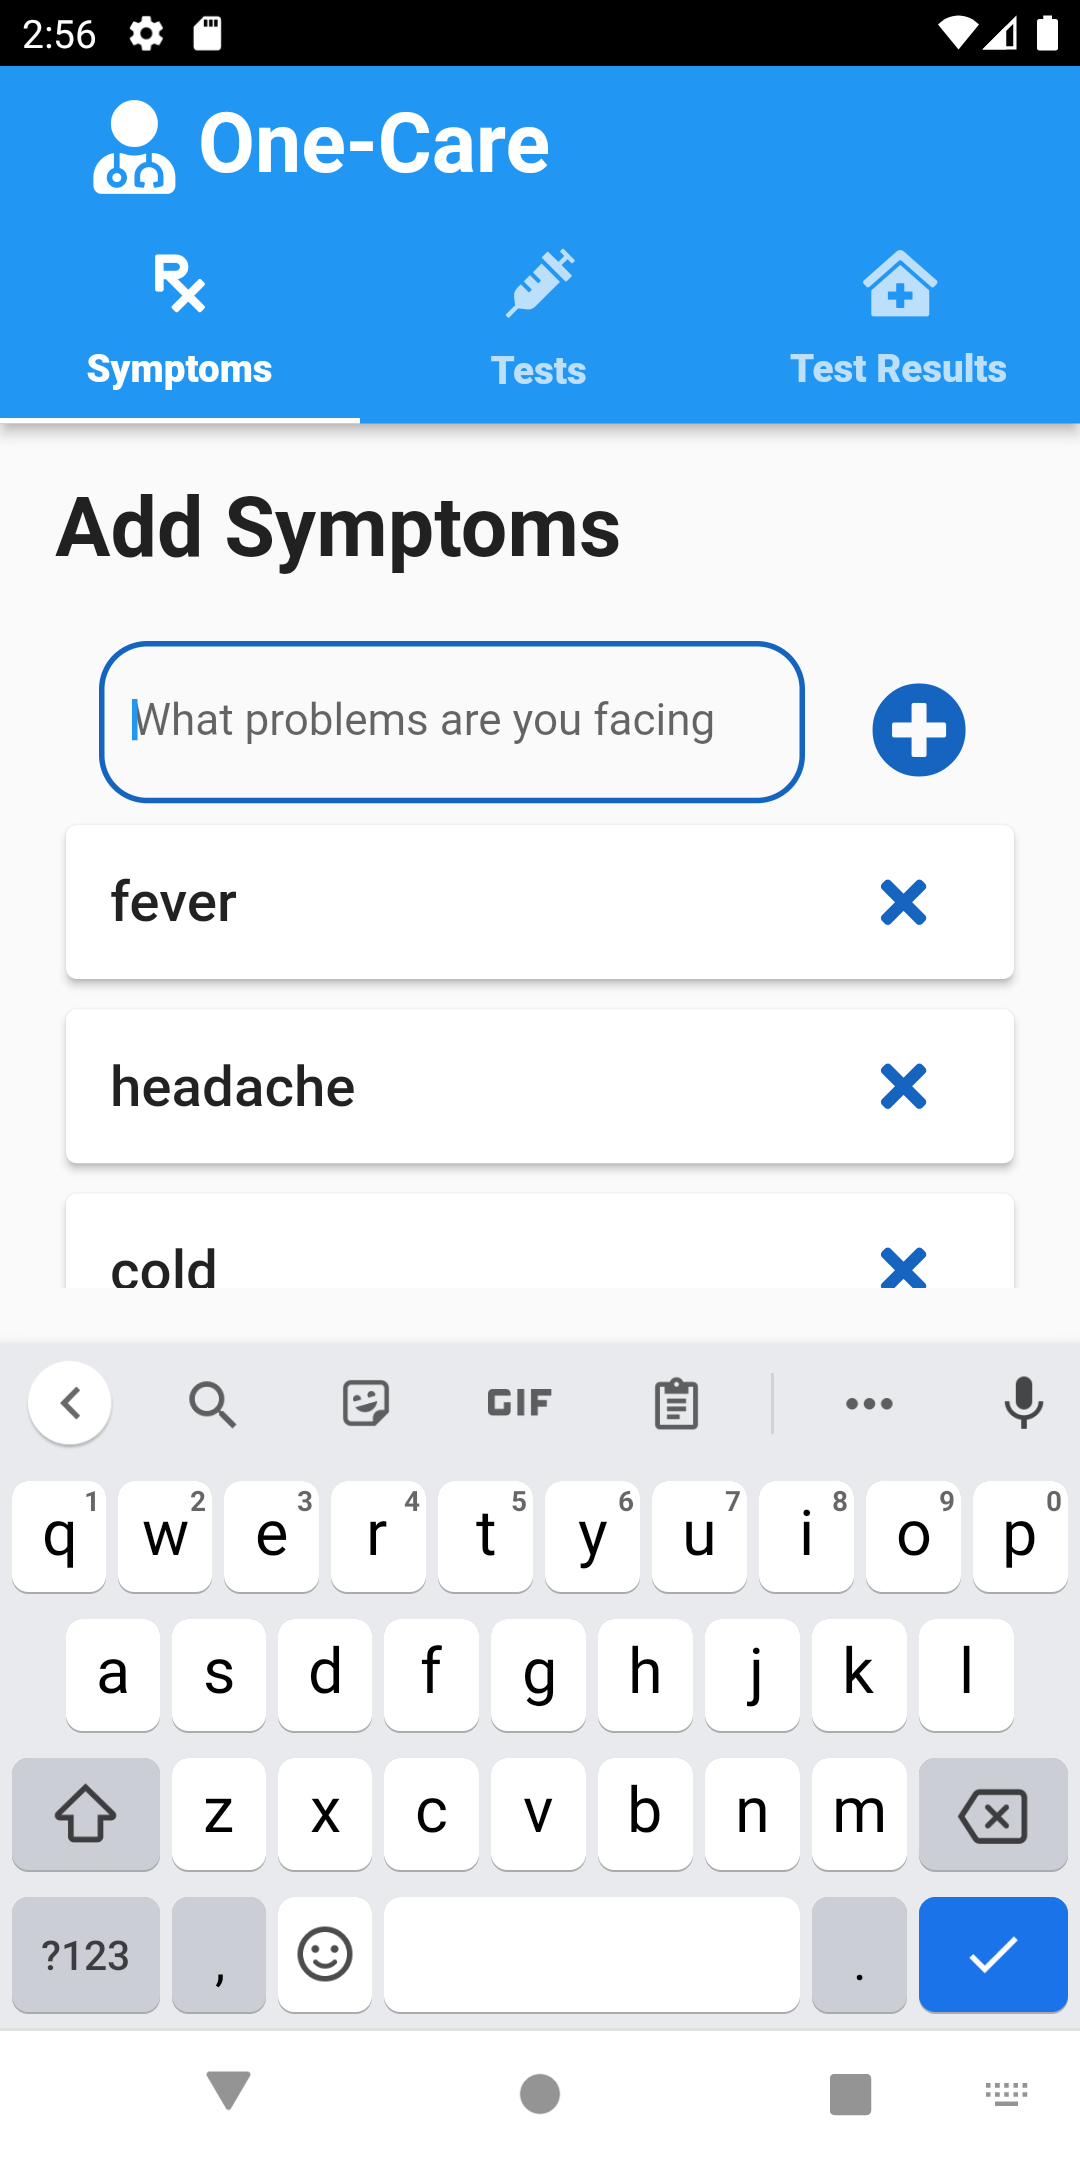 2:56
One-Care
Symptoms Tests Test Results
Add Symptoms
What problems are you facing
fever
headache
cold
GIF
q 1 w 2 e 3 r 4 t 5 y 6 u 7 i 8 o 9 p 0
a s d f g h j k l
z x c v b n m
?123 , .